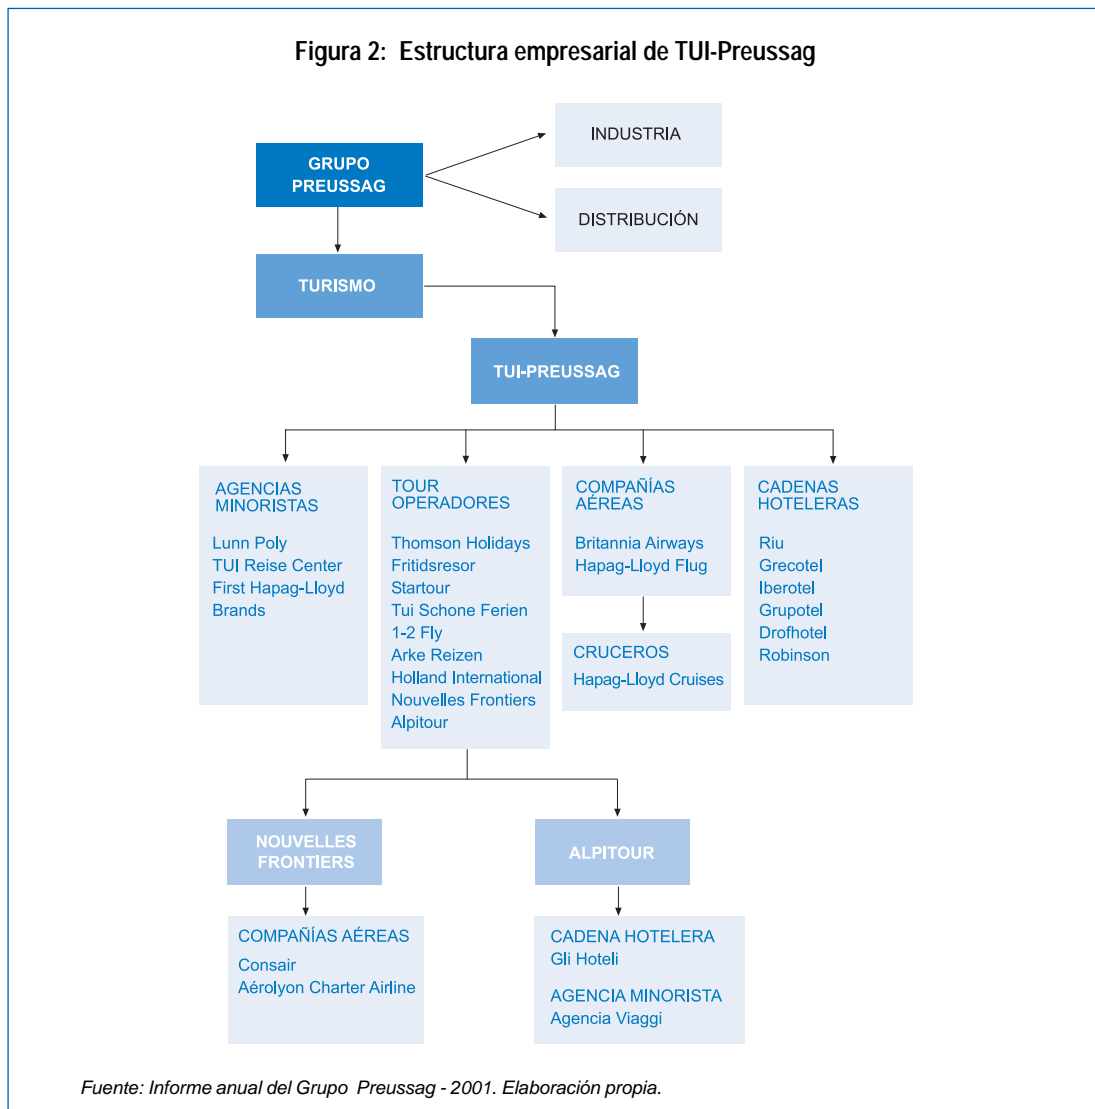 Figura 2: Estructura empresarial de TUI-Preussag
INDUSTRIA
GRUPO
PREUSSAG
DISTRIBUCIÓN
TURISMO
TUI-PREUSSAG
AGENCIAS
MINORISTAS
Lunn Poly
TUI Reise Center
First Hapag-Lloyd
Brands
TOUR
OPERADORES
Thomson Holidays
Fritidsresor
Startour
Tui Schone Ferien
1-2 Fly
Arke Reizen
Holland International
Nouvelles Frontiers
Alpitour
COMPAÑÍAS
AÉREAS
Britannia Airways
Hapag-Lloyd Flug
CRUCEROS
Hapag-Lloyd Cruises
CADENAS
HOTELERAS
Riu
Grecotel
Iberotel
Grupotel
Drofhotel
Robinson
NOUVELLES
FRONTIERS
ALPITOUR
COMPAÑÍAS AÉREAS
Consair
Aérolyon Charter Airline
CADENA HOTELERA
Gli Hoteli
AGENCIA MINORISTA
Agencia Viaggi
Fuente: Informe anual del Grupo Preussag - 2001. Elaboración propia.